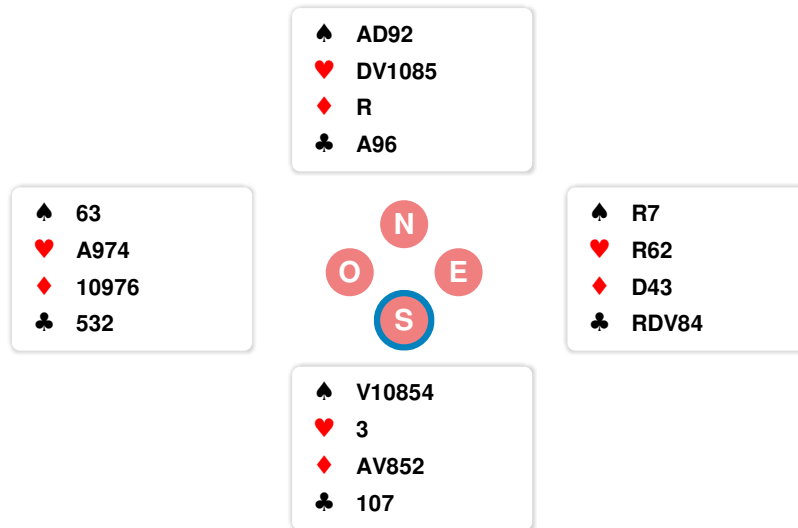 ♠ AD92
♥ DV1085
♦ R
♣ A96
♠ 63
♥ A974
♦ 10976
♣ 532
N
O E
S
♠ R7
♥ R62
♦ D43
♣ RDV84
♠ V10854
♥ 3
♦ AV852
♣ 107